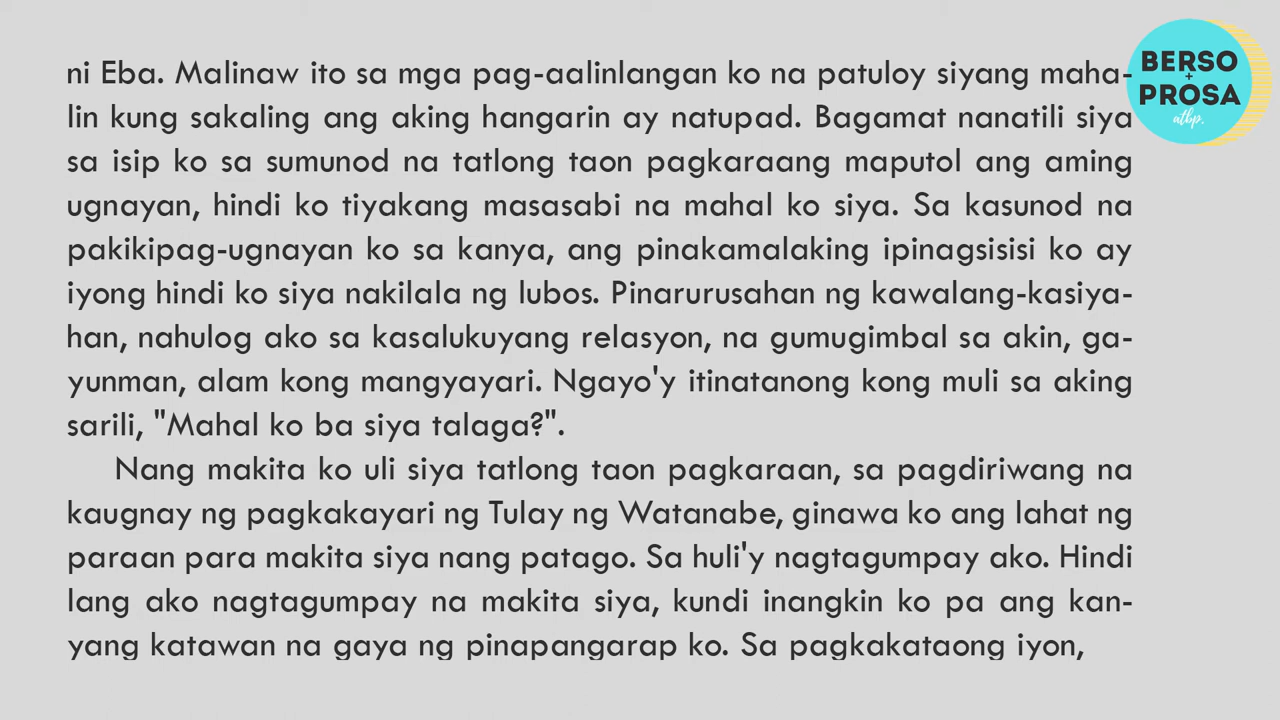 ni Eba. Malinaw ito sa mga pag-aalinlangan ko na patuloy siyang maha-
lin kung sakaling ang aking hangarin ay natupad. Bagamat nanatili siya
sa isip ko sa sumunod na tatlong taon pagkaraang maputol ang aming
ugnayan, hindi ko tiyakang masasabi na mahal ko siya. Sa kasunod na
pakikipag-ugnayan ko sa kanya, ang pinakamalaking ipinagsisisi ko ay
iyong hindi ko siya nakilala ng lubos. Pinarurusahan ng kawalang-kasiya-
han, nahulog ako sa kasalukuyang relasyon, na gumugimbal sa akin, ga-
yunman, alam kong mangyayari. Ngayo'y itinatanong kong muli sa aking
sarili, "Mahal ko ba siya talaga?".
Nang makita ko uli siya tatlong taon pagkaraan, sa pagdiriwang na
kaugnay ng pagkakayari ng Tulay ng Watanabe, ginawa ko ang lahat ng
paraan para makita siya nang patago. Sa huli'y nagtagumpay ako. Hindi
lang ako nagtagumpay na makita siya, kundi inangkin ko pa ang kan-
yang katawan na gaya ng pinapangarap ko. Sa pagkakataong iyon,
BERSO
+
PROSA
atbp.